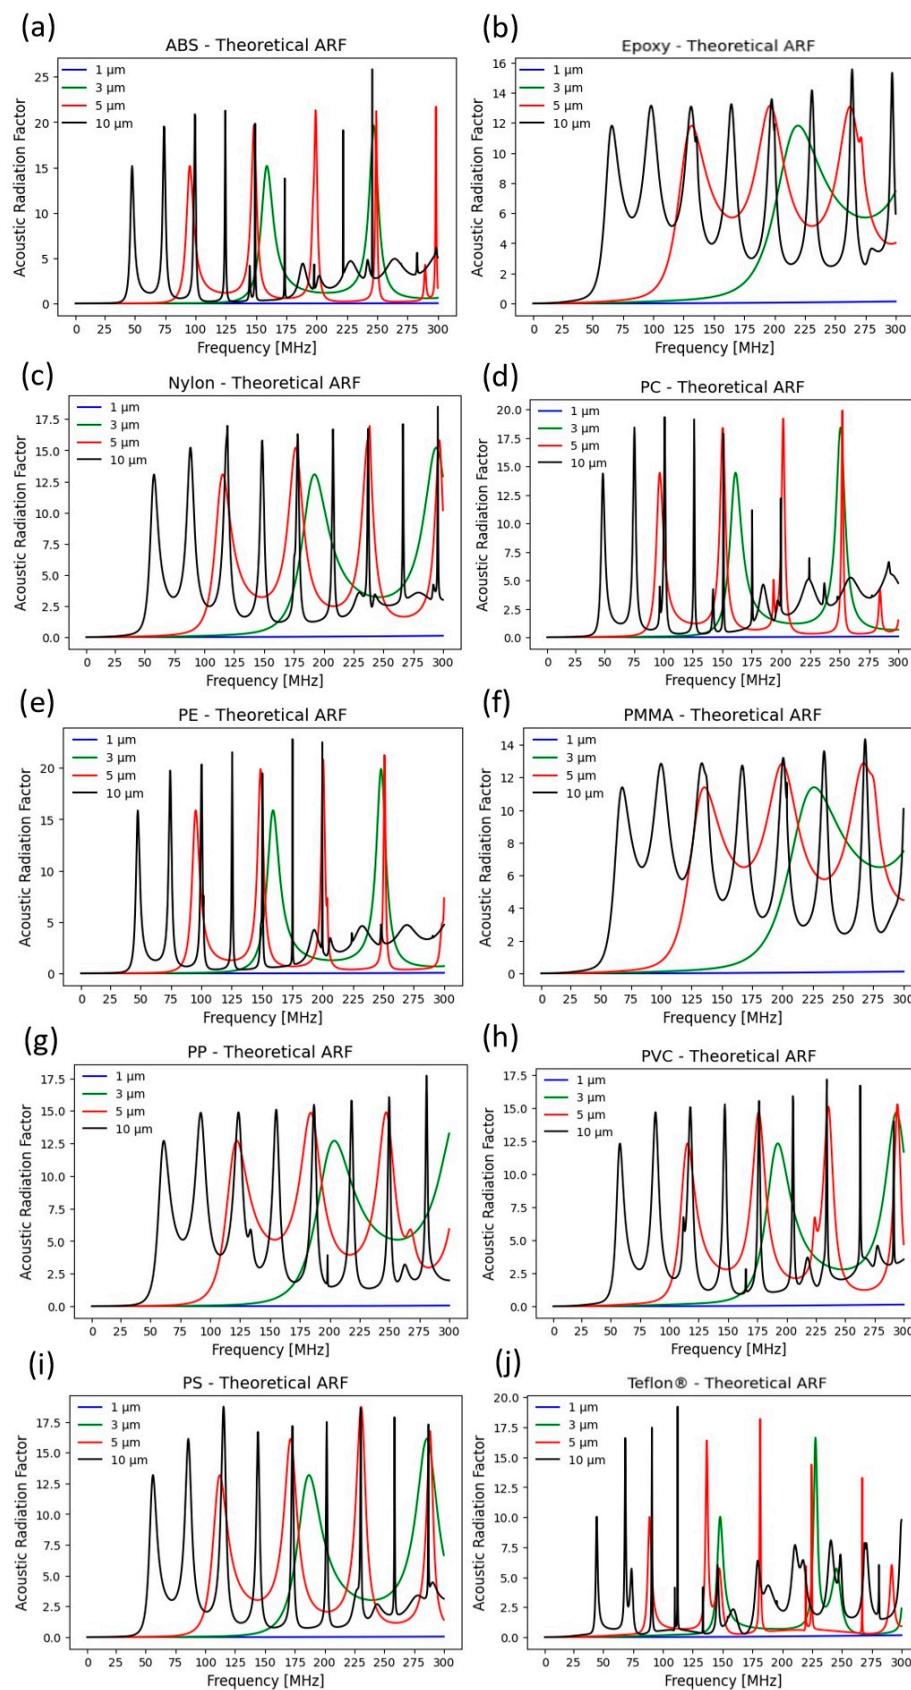 (a)
ABS - Theoretical ARF
1 μm
3 μm
5 μm
10 μm
25
20
15
10
5
0
Acoustic Radiation Factor
0 25 50 75 100 125 150 175 200 225 250 275 300
Frequency [MHz]
(b)
Epoxy - Theoretical ARF
1 μm
3 μm
5 μm
10 μm
16
14
12
10
8
6
4
2
0
Acoustic Radiation Factor
0 25 50 75 100 125 150 175 200 225 250 275 300
Frequency [MHz]
(c)
Nylon - Theoretical ARF
1 μm
3 μm
5 μm
10 μm
17.5
15.0
12.5
10.0
7.5
5.0
2.5
0.0
Acoustic Radiation Factor
0 25 50 75 100 125 150 175 200 225 250 275 300
Frequency [MHz]
(d)
PC - Theoretical ARF
1 μm
3 μm
5 μm
10 μm
20.0
17.5
15.0
12.5
10.0
7.5
5.0
2.5
0.0
Acoustic Radiation Factor
0 25 50 75 100 125 150 175 200 225 250 275 300
Frequency [MHz]
(e)
PE - Theoretical ARF
1 μm
3 μm
5 μm
10 μm
20
15
10
5
0
Acoustic Radiation Factor
0 25 50 75 100 125 150 175 200 225 250 275 300
Frequency [MHz]
(f)
PMMA - Theoretical ARF
1 μm
3 μm
5 μm
10 μm
14
12
10
8
6
4
2
0
Acoustic Radiation Factor
0 25 50 75 100 125 150 175 200 225 250 275 300
Frequency [MHz]
(g)
PP - Theoretical ARF
1 μm
3 μm
5 μm
10 μm
17.5
15.0
12.5
10.0
7.5
5.0
2.5
0.0
Acoustic Radiation Factor
0 25 50 75 100 125 150 175 200 225 250 275 300
Frequency [MHz]
(h)
PVC - Theoretical ARF
1 μm
3 μm
5 μm
10 μm
17.5
15.0
12.5
10.0
7.5
5.0
2.5
0.0
Acoustic Radiation Factor
0 25 50 75 100 125 150 175 200 225 250 275 300
Frequency [MHz]
(i)
PS - Theoretical ARF
1 μm
3 μm
5 μm
10 μm
17.5
15.0
12.5
10.0
7.5
5.0
2.5
0.0
Acoustic Radiation Factor
0 25 50 75 100 125 150 175 200 225 250 275 300
Frequency [MHz]
(j)
Teflon® - Theoretical ARF
1 μm
3 μm
5 μm
10 μm
20.0
17.5
15.0
12.5
10.0
7.5
5.0
2.5
0.0
Acoustic Radiation Factor
0 25 50 75 100 125 150 175 200 225 250 275 300
Frequency [MHz]